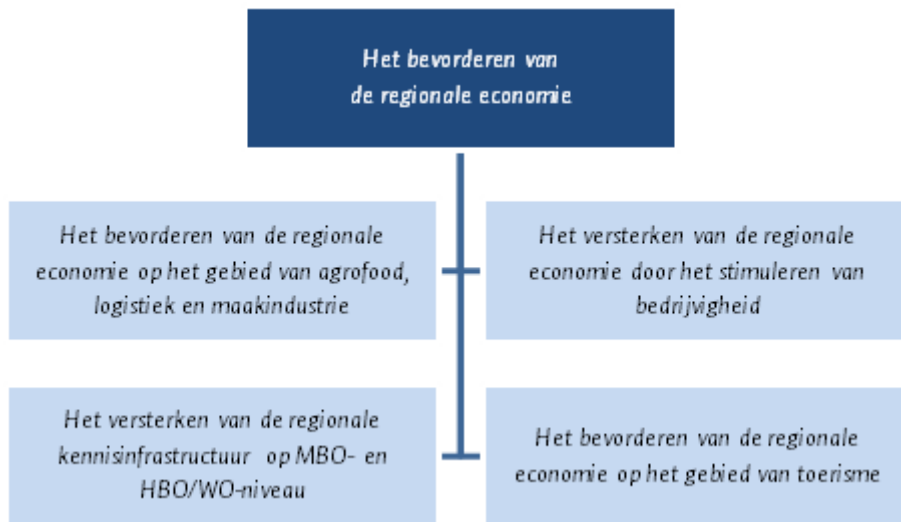 Het bevorderen van
de regionale economie
Het bevorderen van de regionale
economie op het gebied van agrofood,
logistiek en maakindustrie
Het versterken van de regionale
economie door het stimuleren van
bedrijvigheid
Het versterken van de regionale
kennisinfrastructuur op MBO- en
HBO/WO-niveau
Het bevorderen van de regionale
economie op het gebied van toerisme